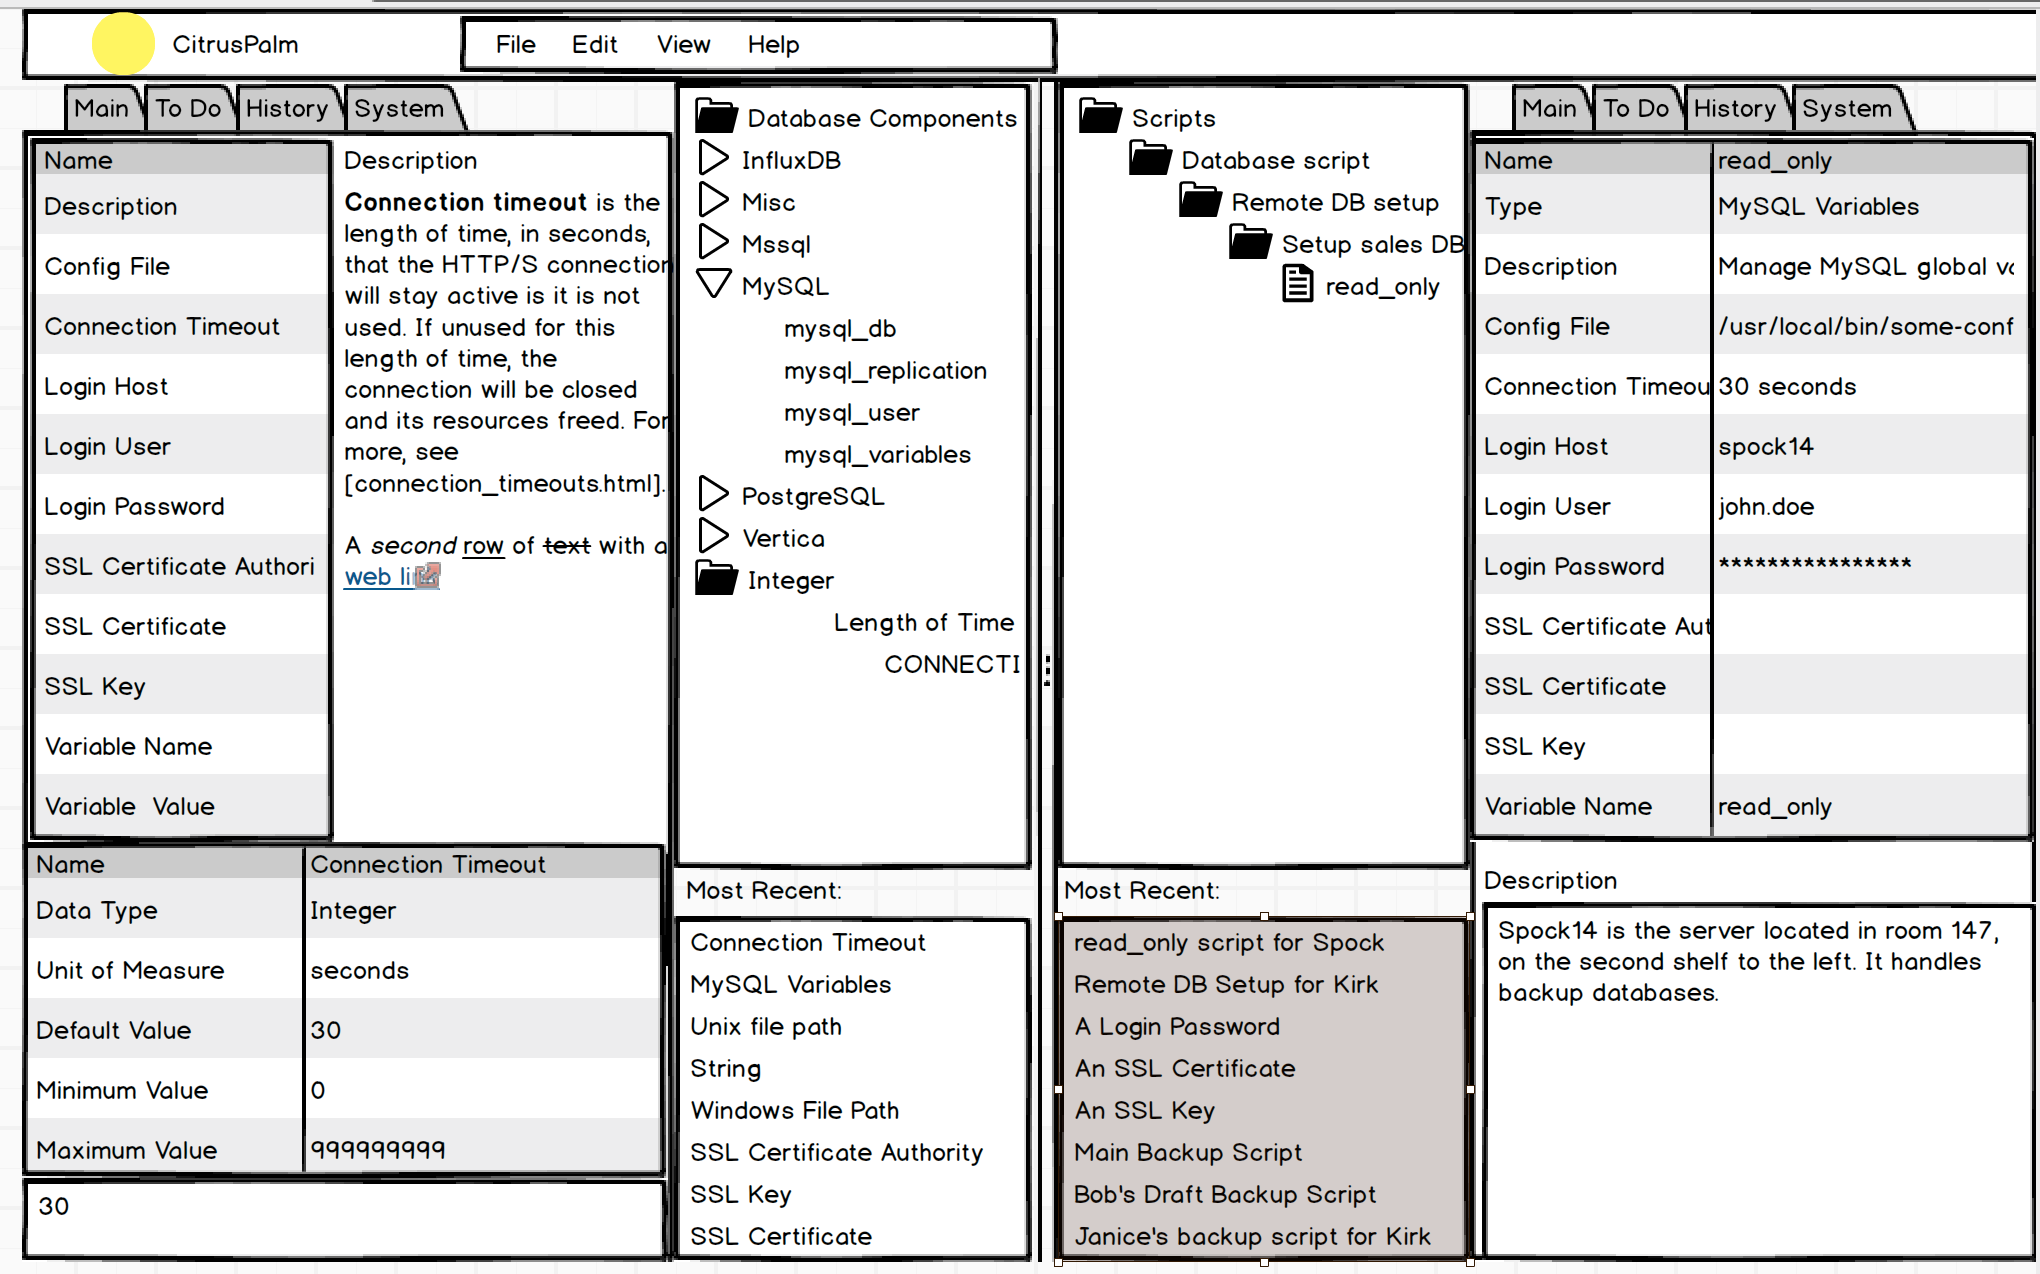 CitrusPalm
File Edit View Help
Main To Do History System
Name
Description
Config File
Connection Timeout
Login Host
Login User
Login Password
SSL Certificate Authori
SSL Certificate
SSL Key
Variable Name
Variable Value
Description
Connection timeout is the
length of time, in seconds,
that the HTTP/S connection
will stay active is it is not
used. If unused for this
length of time, the
connection will be closed
and its resources freed. For
more, see
[connection_timeouts.html].
A second row of text with a
web li
Name Connection Timeout
Data Type Integer
Unit of Measure seconds
Default Value 30
Minimum Value 0
Maximum Value 999999999
30
Database Components
InfluxDB
Misc
Mssql
MySQL
mysql_db
mysql_replication
mysql_user
mysql_variables
PostgreSQL
Vertica
Integer
Length of Time
CONNECTI
Most Recent:
Connection Timeout
MySQL Variables
Unix file path
String
Windows File Path
SSL Certificate Authority
SSL Key
SSL Certificate
Scripts
Database script
Remote DB setup
Setup sales DB
read_only
Most Recent:
read_only script for Spock
Remote DB Setup for Kirk
A Login Password
An SSL Certificate
An SSL Key
Main Backup Script
Bob's Draft Backup Script
Janice's backup script for Kirk
Main To Do History System
Name read_only
Type MySQL Variables
Description Manage MySQL global va
Config File /usr/local/bin/some-conf
Connection Timeou 30 seconds
Login Host spock14
Login User john.doe
Login Password ****************
SSL Certificate Aut
SSL Certificate
SSL Key
Variable Name read_only
Description
Spock14 is the server located in room 147,
on the second shelf to the left. It handles
backup databases.